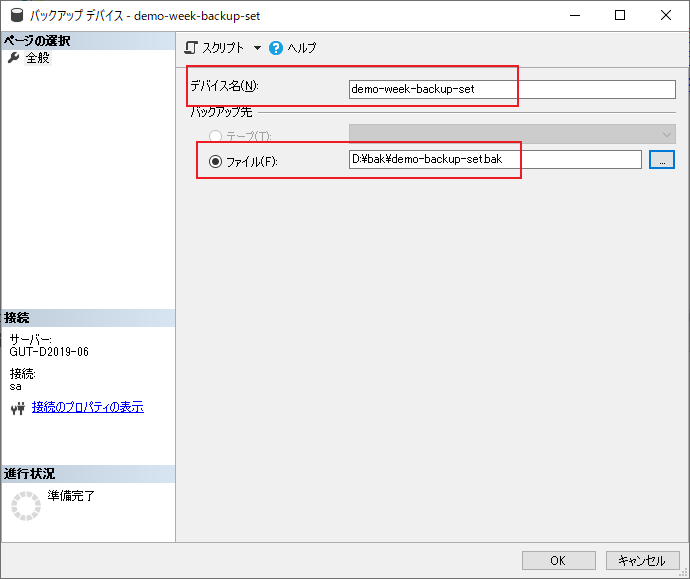 バックアップ デバイス - demo-week-backup-set
ページの選択
全般
スクリプト
ヘルプ
デバイス名(N):
demo-week-backup-set
バックアップ先
テープ(T):
ファイル(F):
D:¥bak¥demo-backup-set.bak
...
接続
サーバー:
GUT-D2019-06
接続:
sa
接続のプロパティの表示
進行状況
準備完了
OK
キャンセル